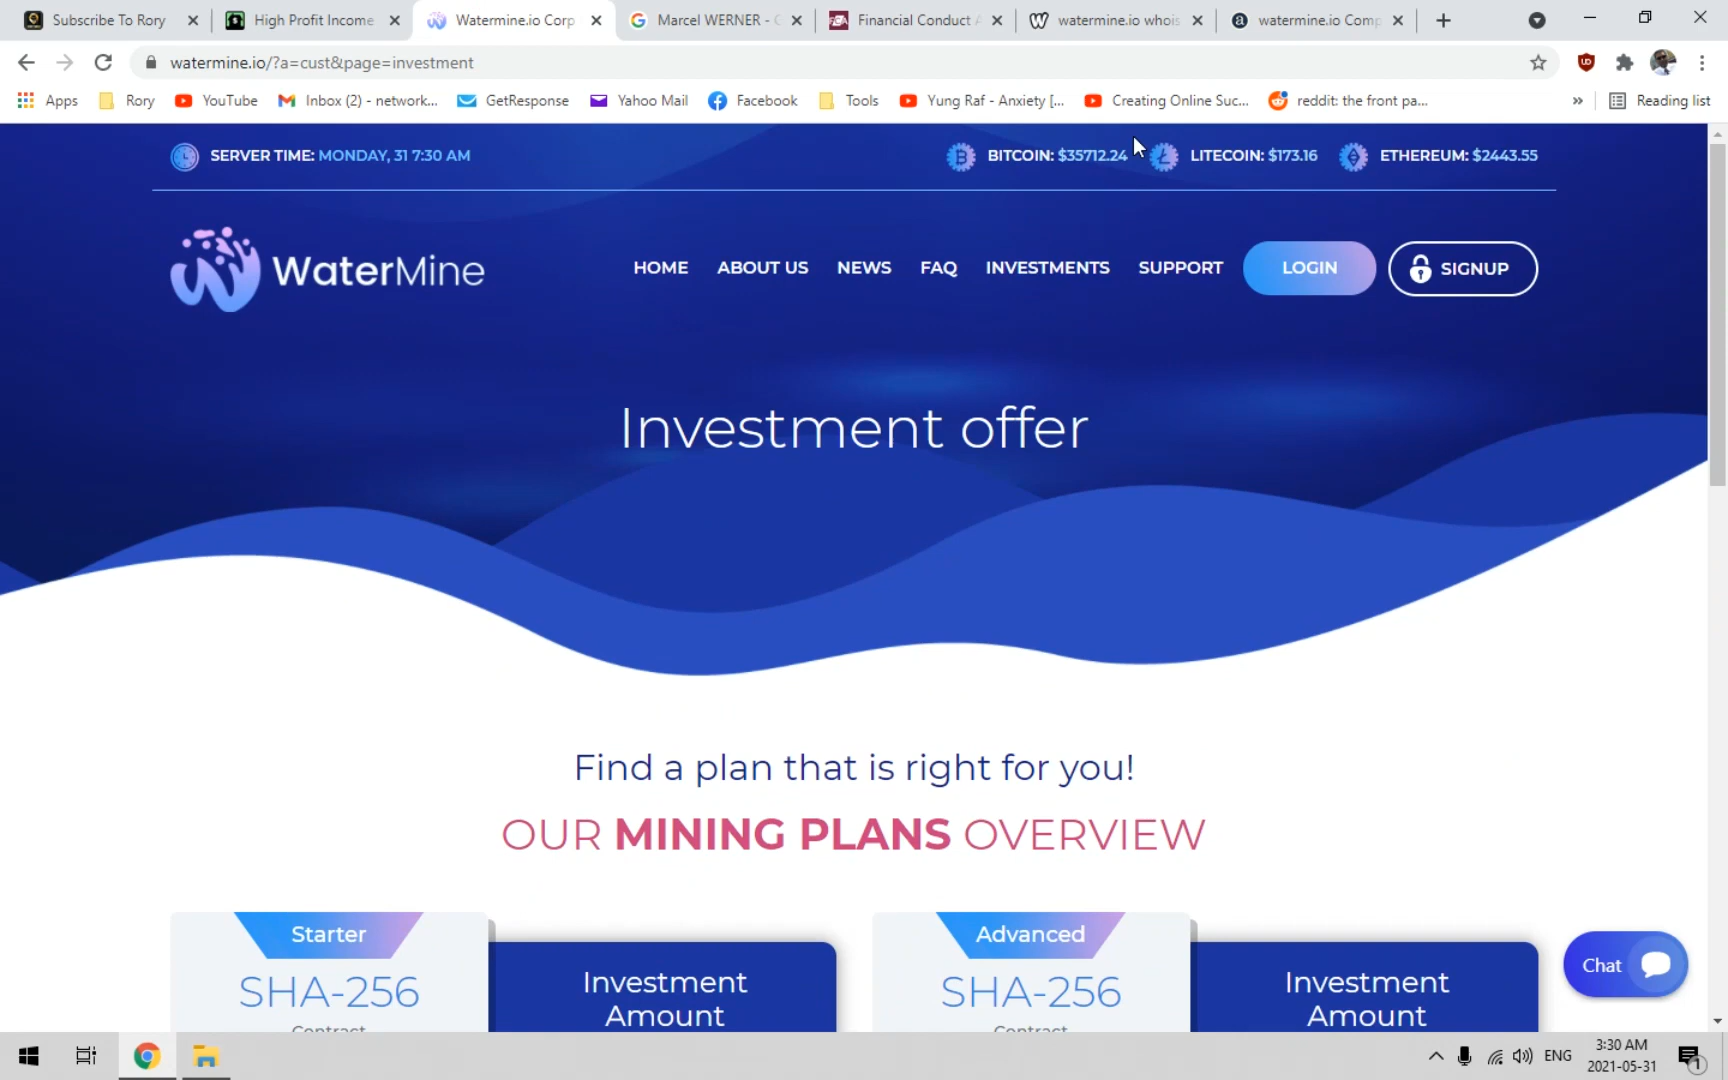 Subscribe To Rory
High Profit Income
Watermine.io Corp
Marcel WERNER - G
Financial Conduct A
watermine.io whois
watermine.io Comp
watermine.io/?a=cust&page=investment
Apps
Rory
YouTube
Inbox (2) - network...
GetResponse
Yahoo Mail
Facebook
Tools
Yung Raf - Anxiety [...
Creating Online Suc...
reddit: the front pa...
»
Reading list
SERVER TIME: MONDAY, 31 7:30 AM
BITCOIN: $35712.24
LITECOIN: $173.16
ETHEREUM: $2443.55
WaterMine
HOME
ABOUT US
NEWS
FAQ
INVESTMENTS
SUPPORT
LOGIN
SIGNUP
Investment offer
Find a plan that is right for you!
OUR MINING PLANS OVERVIEW
Starter
SHA-256
Contract
Investment
Amount
Advanced
SHA-256
Contract
Investment
Amount
Chat
ENG
3:30 AM
2021-05-31
1